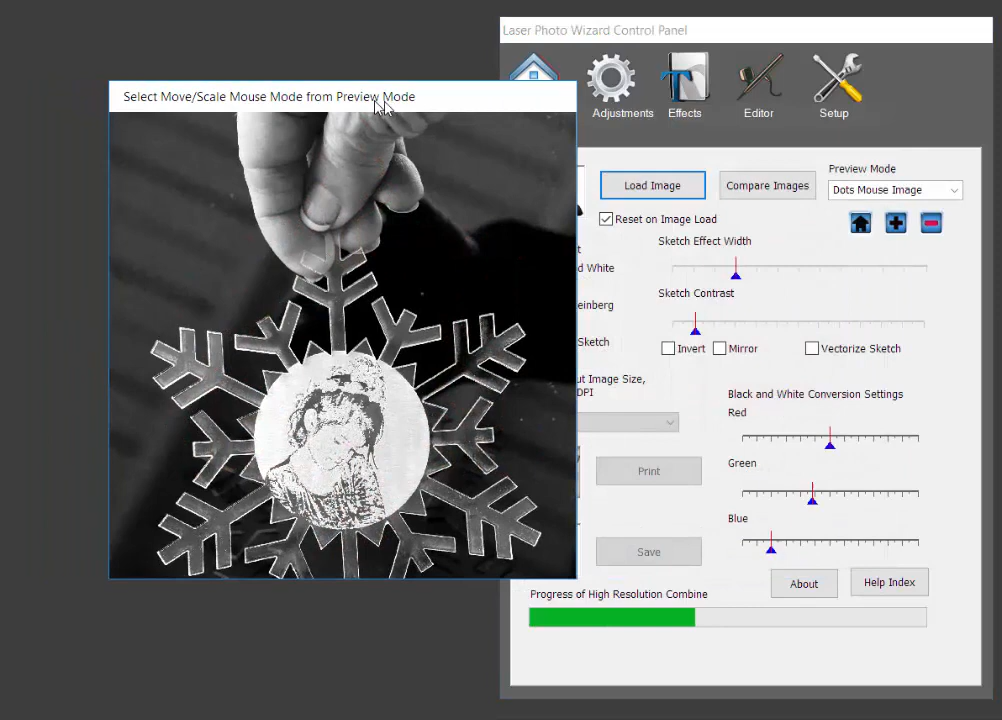 Laser Photo Wizard Control Panel
Adjustments
Effects
Editor
Setup
Select Move/Scale Mouse Mode from Preview Mode
Load Image
Compare Images
Preview Mode
Dots Mouse Image
Reset on Image Load
Sketch Effect Width
d White
Sketch Contrast
einberg
Sketch
Invert
Mirror
Vectorize Sketch
ut Image Size,
DPI
Black and White Conversion Settings
Red
Print
Green
Blue
Save
About
Help Index
Progress of High Resolution Combine